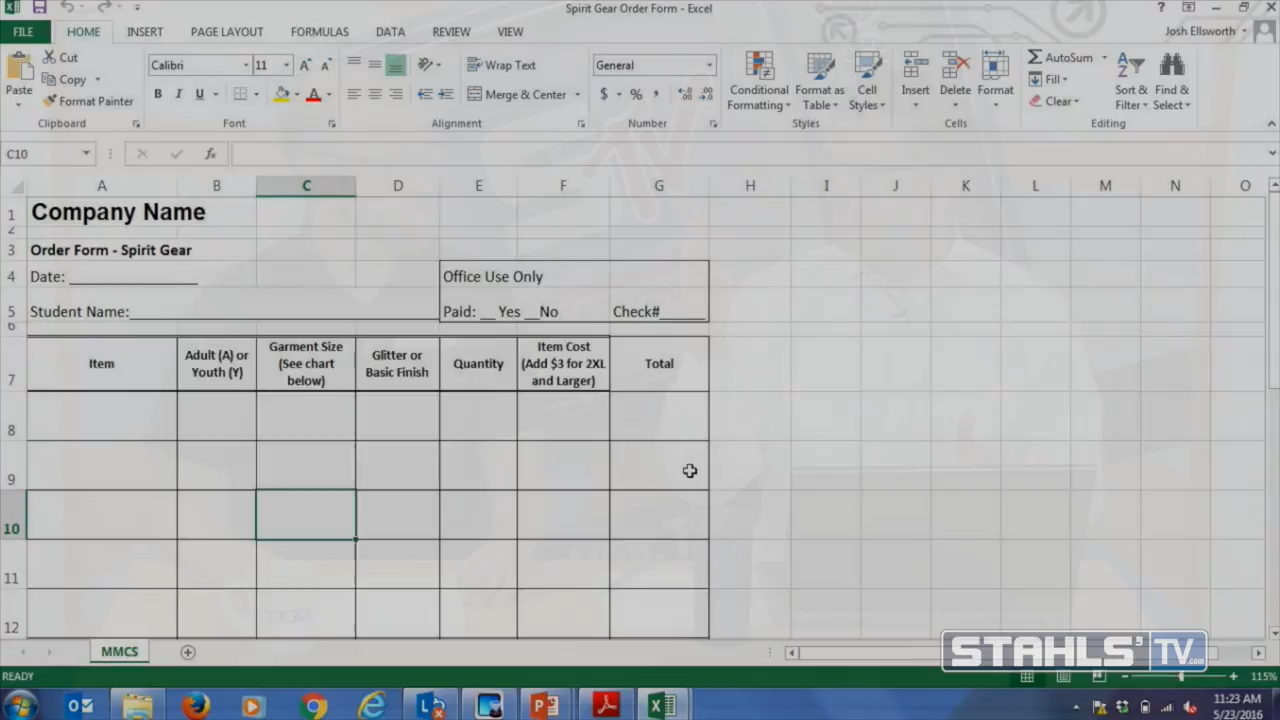 Spirit Gear Order Form - Excel
FILE HOME INSERT PAGE LAYOUT FORMULAS DATA REVIEW VIEW Josh Ellsworth
Paste Cut Copy Format Painter
Calibri 11
B I U A
Wrap Text
Merge & Center
General
$ % ,
Conditional Formatting Format as Table Cell Styles
Insert Delete Format
AutoSum Fill Clear
Sort & Filter Find & Select
Clipboard Font Alignment Number Styles Cells Editing
C10 fx
A B C D E F G H I J K L M N O
1 Company Name
2
3 Order Form - Spirit Gear
4 Date: _______________ Office Use Only
5 Student Name:____________________________________ Paid: __ Yes __No Check#______
6
7 Item Adult (A) or Youth (Y) Garment Size (See chart below) Glitter or Basic Finish Quantity Item Cost (Add $3 for 2XL and Larger) Total
8
9
10
11
12
MMCS
STAHLS' TV.com
READY 115%
11:23 AM
5/23/2016